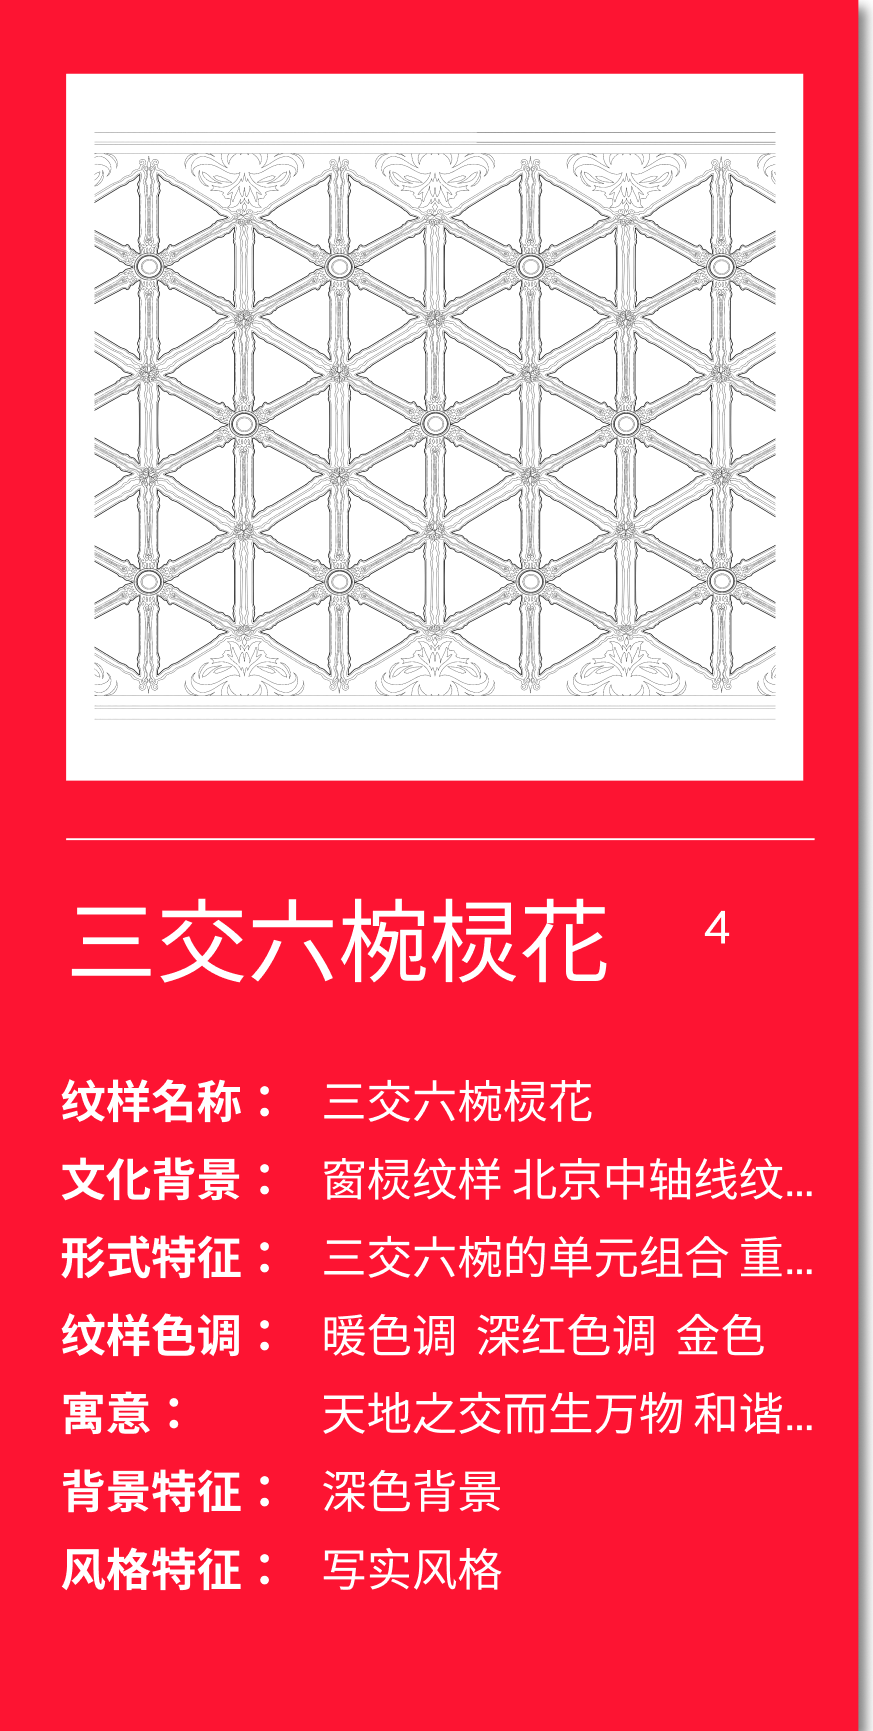 三交六椀棂花 4
纹样名称： 三交六椀棂花
文化背景： 窗棂纹样 北京中轴线纹...
形式特征： 三交六椀的单元组合 重...
纹样色调： 暖色调 深红色调 金色
寓意： 天地之交而生万物 和谐...
背景特征： 深色背景
风格特征： 写实风格